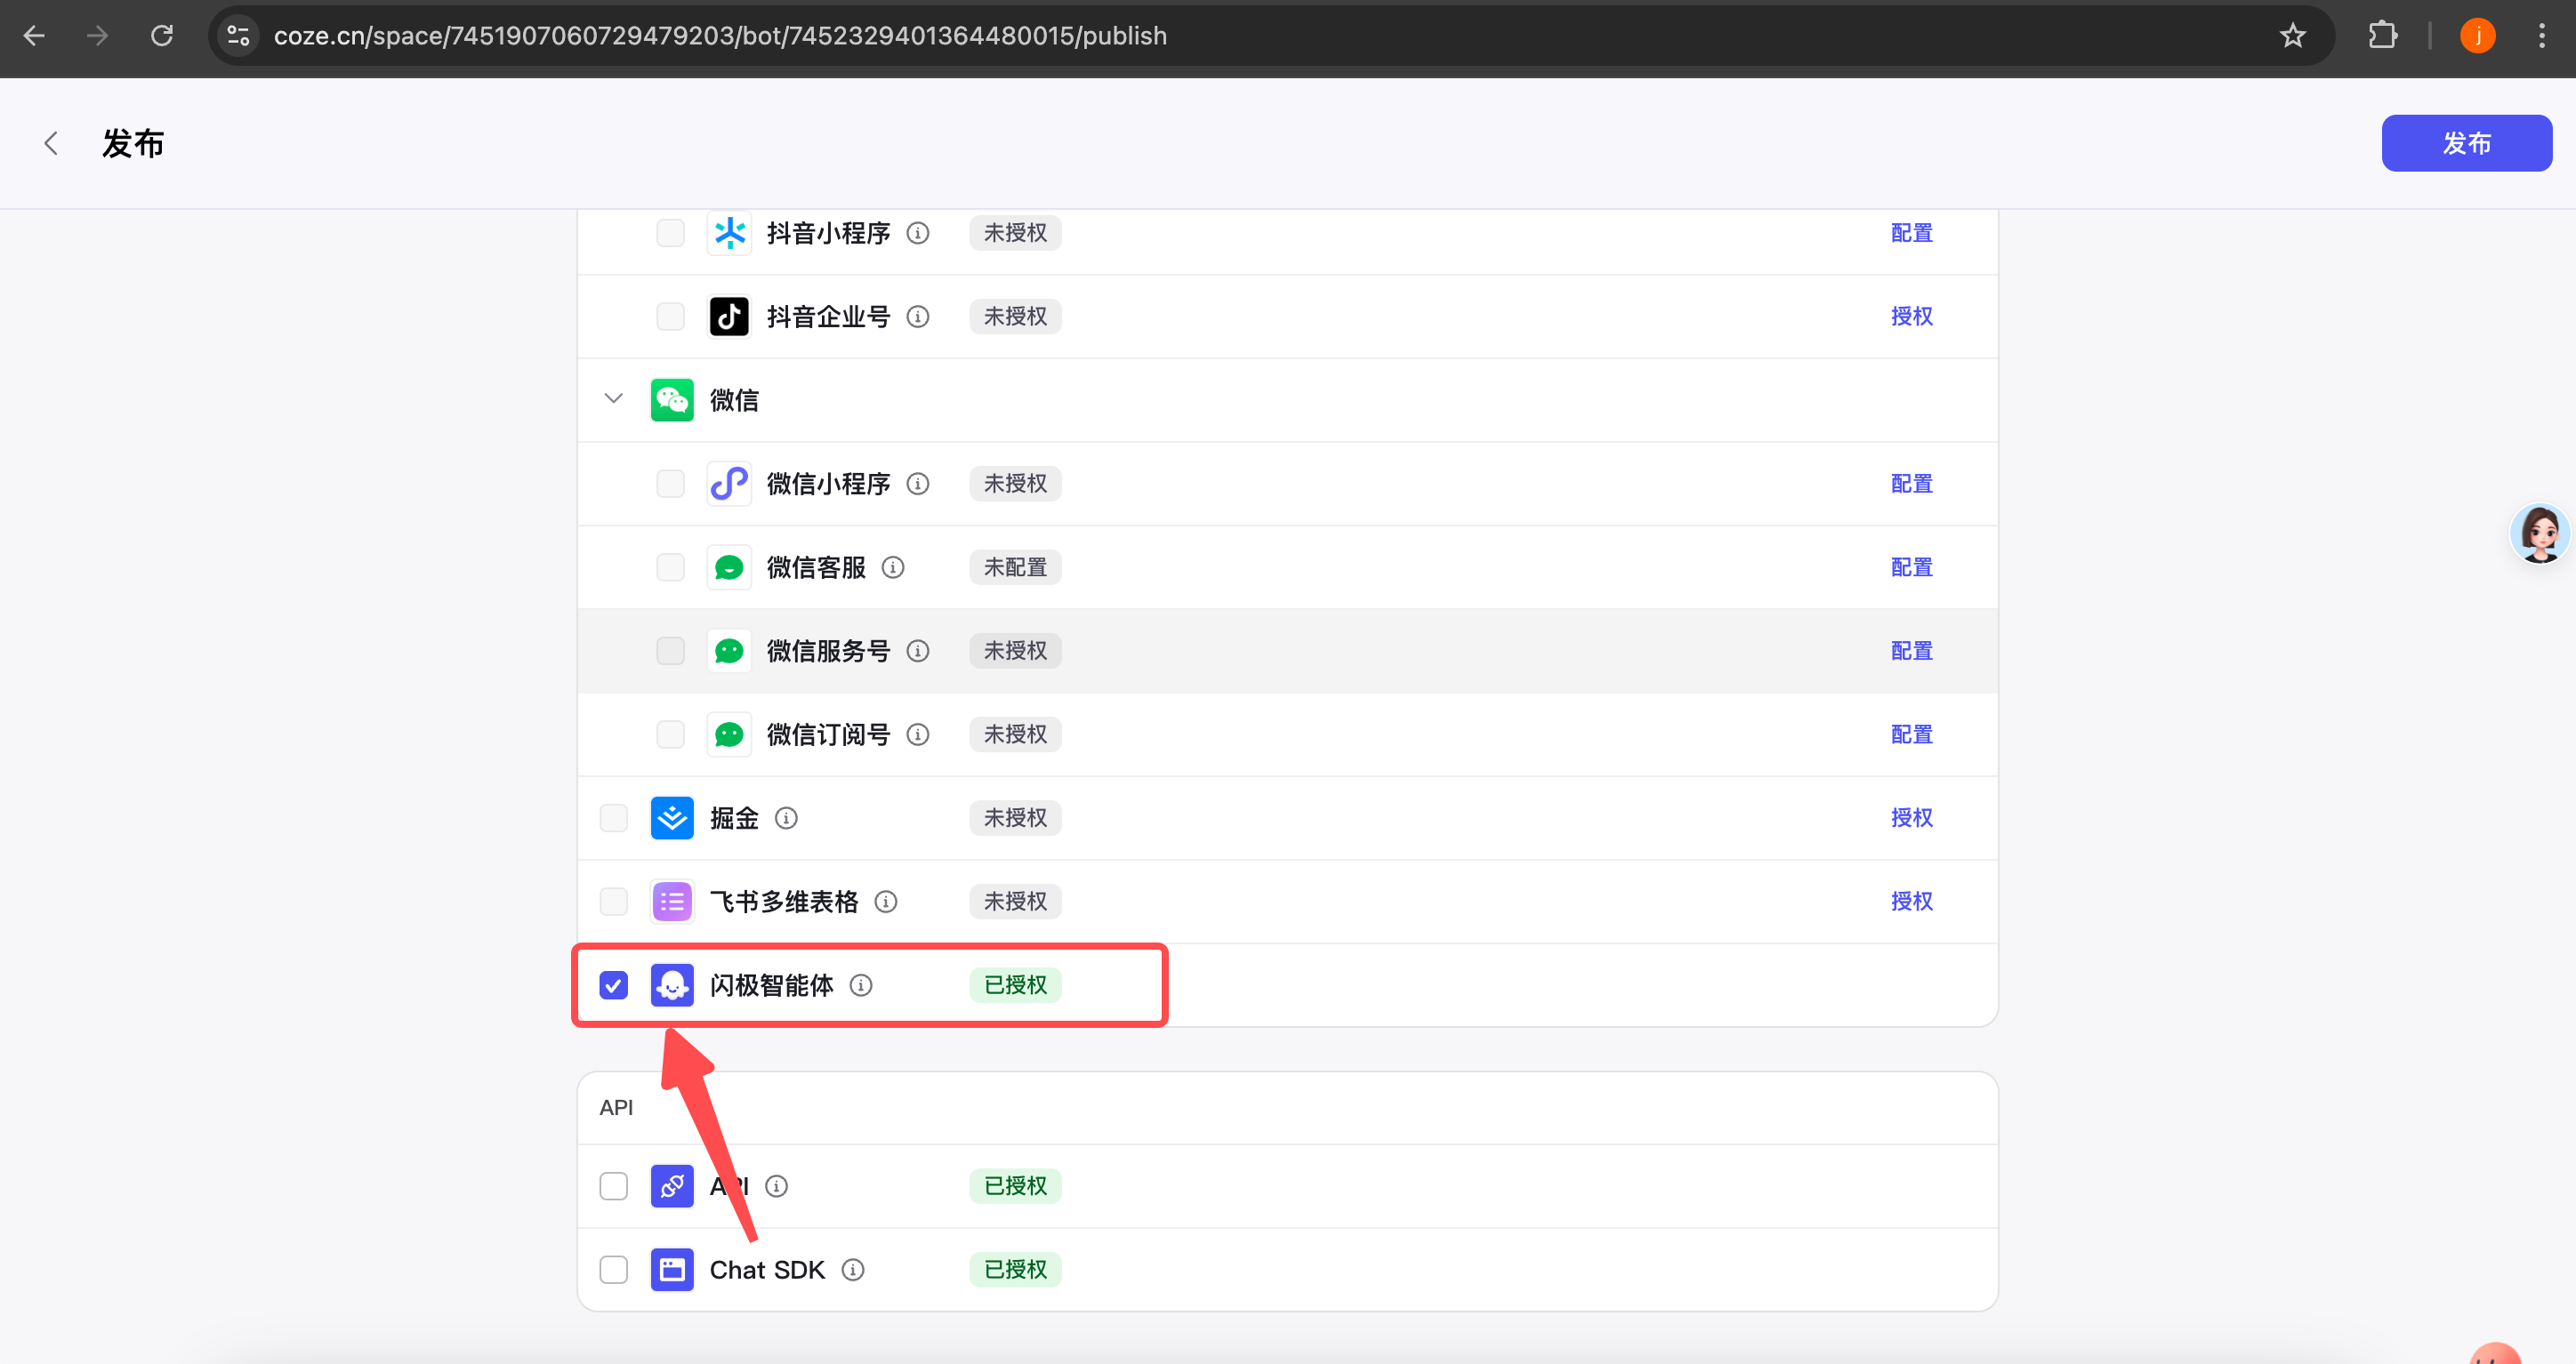 coze.cn/space/7451907060729479203/bot/7452329401364480015/publish
j
发布
发布
抖音小程序 未授权 配置
抖音企业号 未授权 授权
微信
微信小程序 未授权 配置
微信客服 未配置 配置
微信服务号 未授权 配置
微信订阅号 未授权 配置
掘金 未授权 授权
飞书多维表格 未授权 授权
闪极智能体 已授权
API
API 已授权
Chat SDK 已授权